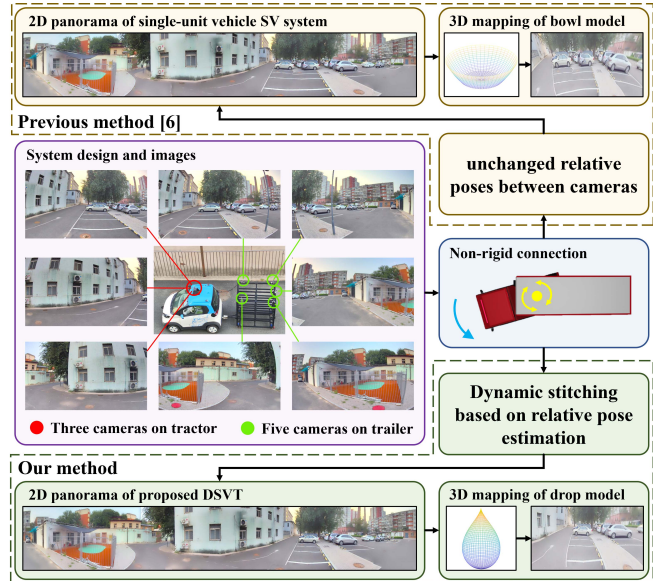 2D panorama of single-unit vehicle SV system
3D mapping of bowl model
Previous method [6]
unchanged relative
poses between cameras
System design and images
Non-rigid connection
Three cameras on tractor
Five cameras on trailer
Dynamic stitching
based on relative pose
estimation
Our method
2D panorama of proposed DSVT
3D mapping of drop model